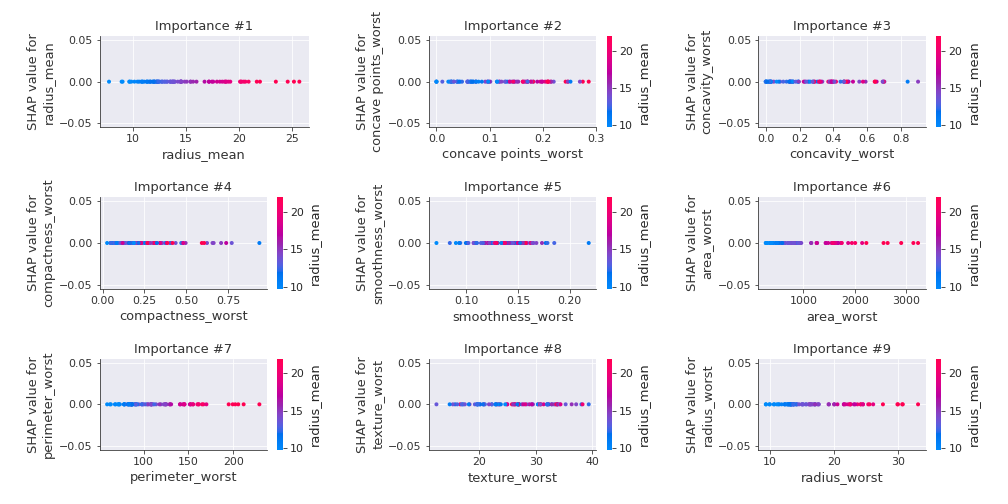 Importance #1
SHAP value for
radius_mean
0.05
0.00
−0.05
10
15
20
25
radius_mean
Importance #2
SHAP value for
concave points_worst
0.05
0.00
−0.05
0.0
0.1
0.2
0.3
concave points_worst
20
15
10
radius_mean
Importance #3
SHAP value for
concavity_worst
0.05
0.00
−0.05
0.0
0.2
0.4
0.6
0.8
concavity_worst
20
15
10
radius_mean
Importance #4
SHAP value for
compactness_worst
0.05
0.00
−0.05
0.00
0.25
0.50
0.75
compactness_worst
20
15
10
radius_mean
Importance #5
SHAP value for
smoothness_worst
0.05
0.00
−0.05
0.10
0.15
0.20
smoothness_worst
20
15
10
radius_mean
Importance #6
SHAP value for
area_worst
0.05
0.00
−0.05
1000
2000
3000
area_worst
20
15
10
radius_mean
Importance #7
SHAP value for
perimeter_worst
0.05
0.00
−0.05
100
150
200
perimeter_worst
20
15
10
radius_mean
Importance #8
SHAP value for
texture_worst
0.05
0.00
−0.05
20
30
40
texture_worst
20
15
10
radius_mean
Importance #9
SHAP value for
radius_worst
0.05
0.00
−0.05
10
20
30
radius_worst
20
15
10
radius_mean